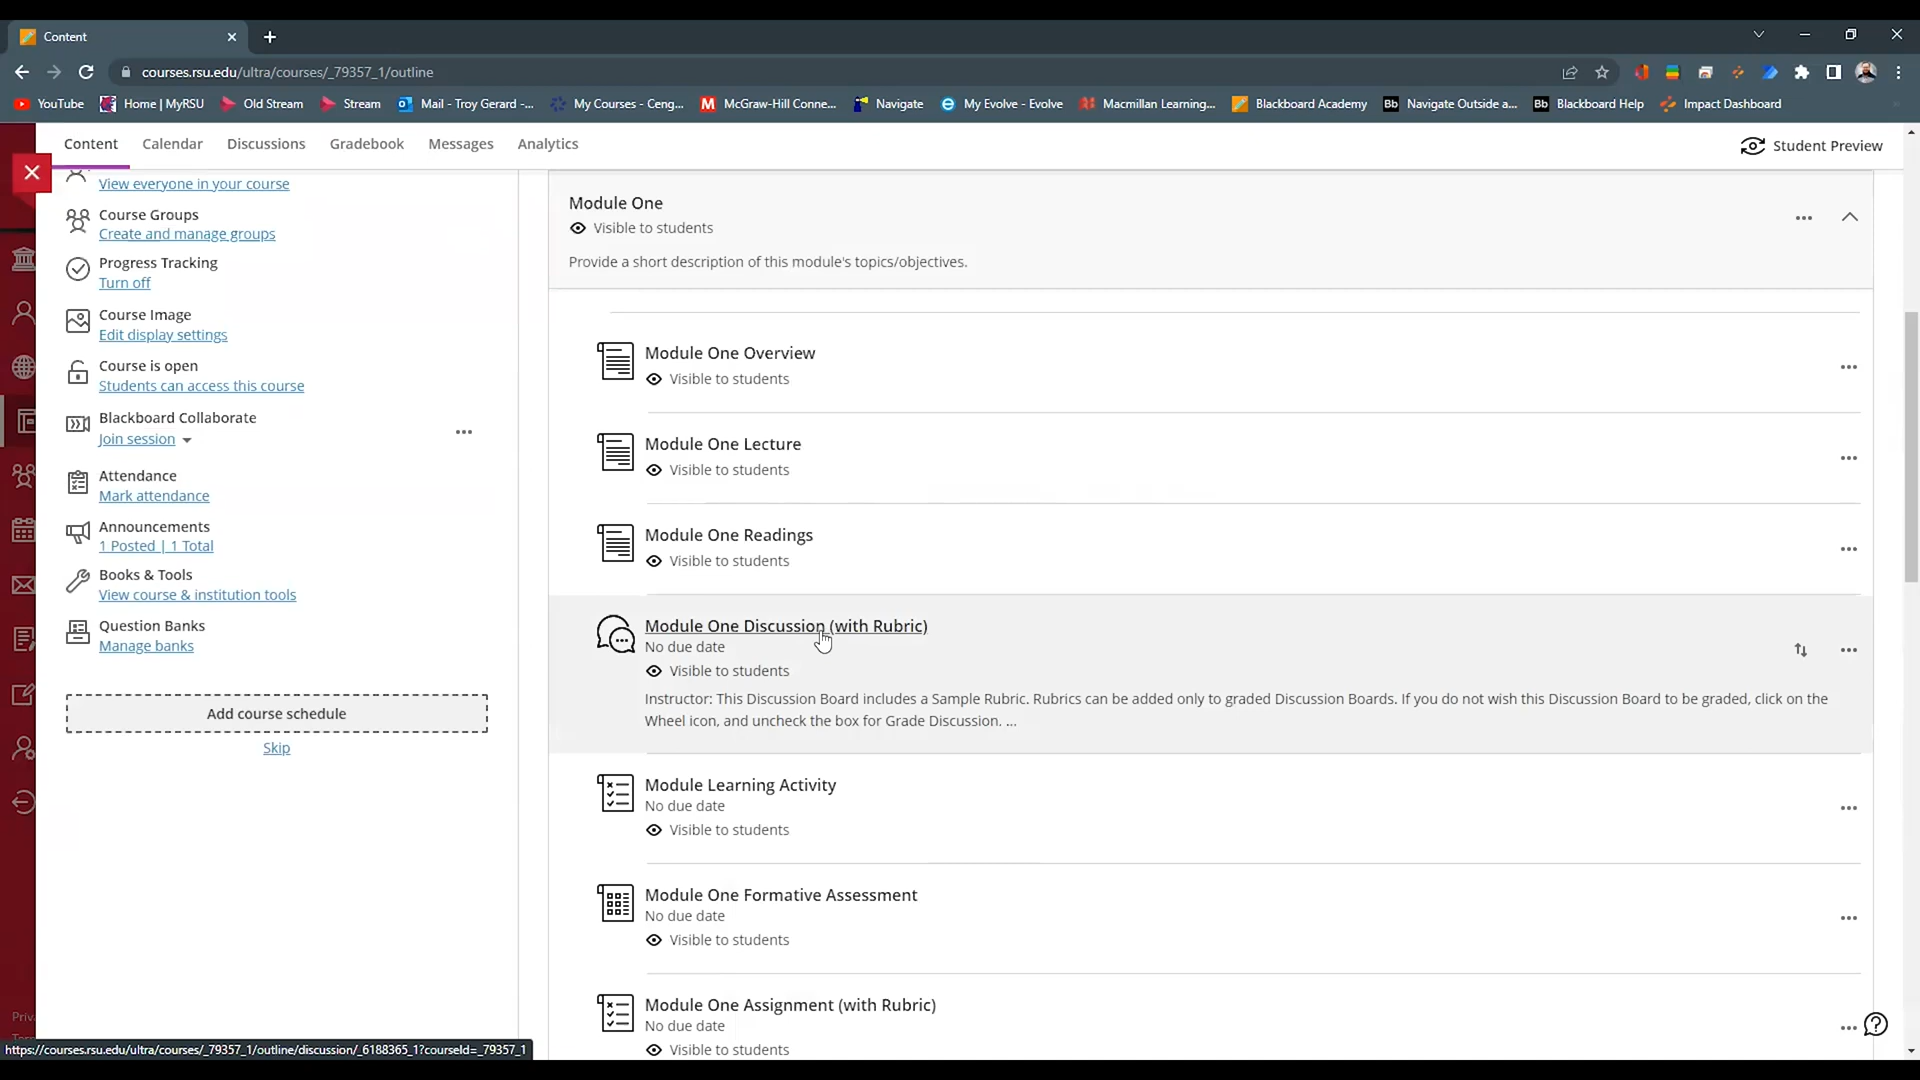 Content
courses.rsu.edu/ultra/courses/_79357_1/outline
YouTube
Home | MyRSU
Old Stream
Stream
Mail - Troy Gerard -...
My Courses - Ceng...
McGraw-Hill Conne...
Navigate
My Evolve - Evolve
Macmillan Learning...
Blackboard Academy
Bb Navigate Outside a...
Bb Blackboard Help
Impact Dashboard
Content
Calendar
Discussions
Gradebook
Messages
Analytics
Student Preview
View everyone in your course
Course Groups
Create and manage groups
Progress Tracking
Turn off
Course Image
Edit display settings
Course is open
Students can access this course
Blackboard Collaborate
Join session
Attendance
Mark attendance
Announcements
1 Posted | 1 Total
Books & Tools
View course & institution tools
Question Banks
Manage banks
Add course schedule
Skip
Module One
Visible to students
Provide a short description of this module's topics/objectives.
Module One Overview
Visible to students
Module One Lecture
Visible to students
Module One Readings
Visible to students
Module One Discussion (with Rubric)
No due date
Visible to students
Instructor: This Discussion Board includes a Sample Rubric. Rubrics can be added only to graded Discussion Boards. If you do not wish this Discussion Board to be graded, click on the
Wheel icon, and uncheck the box for Grade Discussion. ...
Module Learning Activity
No due date
Visible to students
Module One Formative Assessment
No due date
Visible to students
Module One Assignment (with Rubric)
No due date
Visible to students
https://courses.rsu.edu/ultra/courses/_79357_1/outline/discussion/_6188365_1?courseId=_79357_1